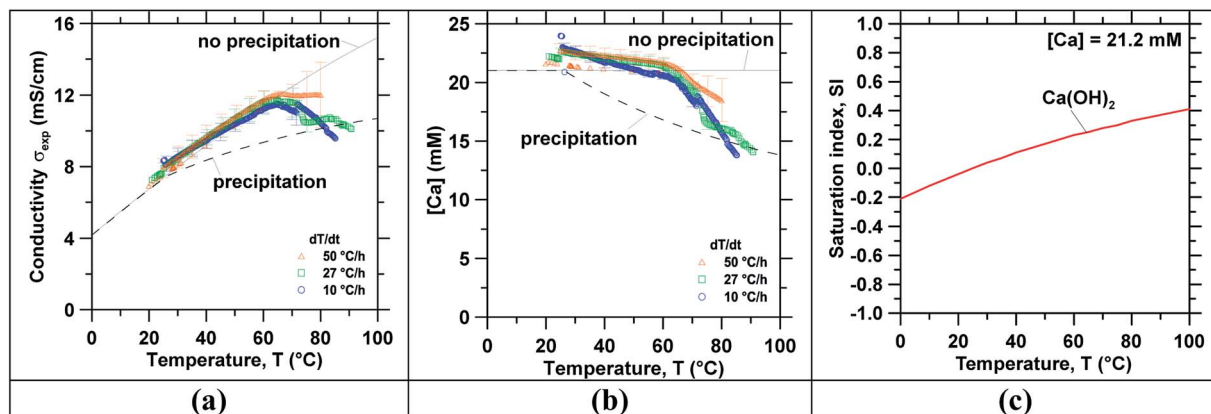 16
12
8
4
0
Conductivity σexp (mS/cm)
no precipitation
precipitation
dT/dt
50 °C/h
27 °C/h
10 °C/h
0 20 40 60 80 100
Temperature, T (°C)
(a)
25
20
15
10
5
0
[Ca] (mM)
no precipitation
precipitation
dT/dt
50 °C/h
27 °C/h
10 °C/h
0 20 40 60 80 100
Temperature, T (°C)
(b)
1.0
0.8
0.6
0.4
0.2
0.0
-0.2
-0.4
-0.6
-0.8
-1.0
Saturation index, SI
[Ca] = 21.2 mM
Ca(OH)2
0 20 40 60 80 100
Temperature, T (°C)
(c)